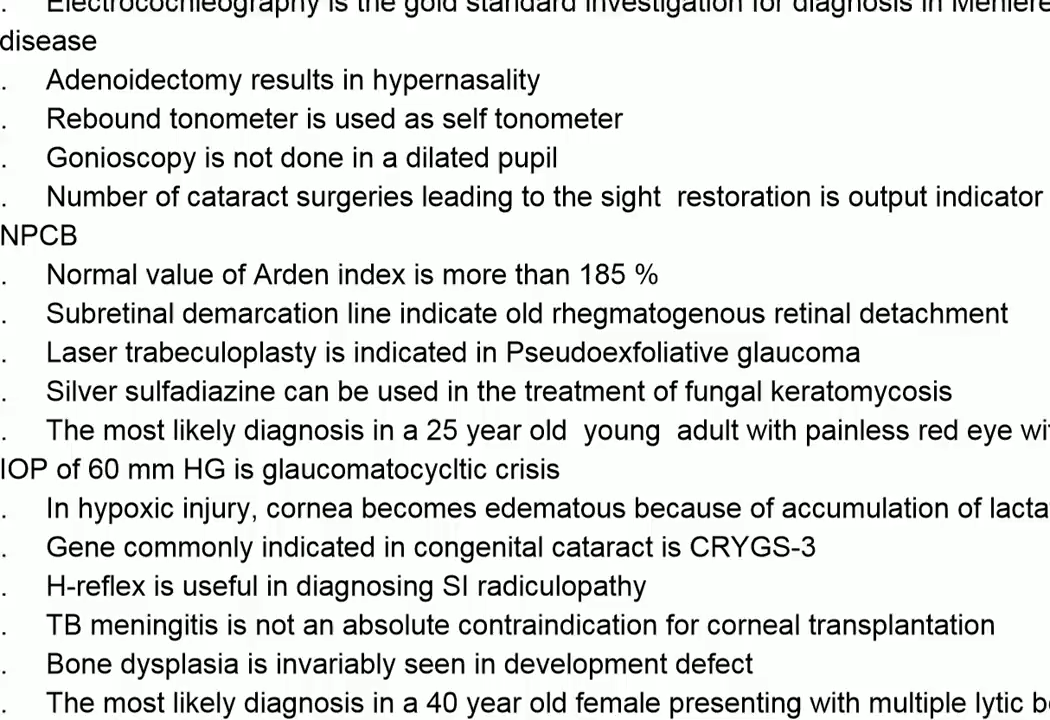 . Electrocochleography is the gold standard investigation for diagnosis in Meniere
disease
. Adenoidectomy results in hypernasality
. Rebound tonometer is used as self tonometer
. Gonioscopy is not done in a dilated pupil
. Number of cataract surgeries leading to the sight restoration is output indicator
NPCB
. Normal value of Arden index is more than 185 %
. Subretinal demarcation line indicate old rhegmatogenous retinal detachment
. Laser trabeculoplasty is indicated in Pseudoexfoliative glaucoma
. Silver sulfadiazine can be used in the treatment of fungal keratomycosis
. The most likely diagnosis in a 25 year old young adult with painless red eye wi
IOP of 60 mm HG is glaucomatocycltic crisis
. In hypoxic injury, cornea becomes edematous because of accumulation of lacta
. Gene commonly indicated in congenital cataract is CRYGS-3
. H-reflex is useful in diagnosing SI radiculopathy
. TB meningitis is not an absolute contraindication for corneal transplantation
. Bone dysplasia is invariably seen in development defect
. The most likely diagnosis in a 40 year old female presenting with multiple lytic b